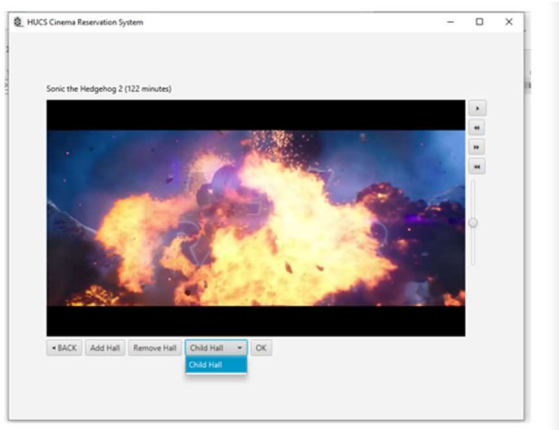 HUCS Cinema Reservation System
Sonic the Hedgehog 2 (122 minutes)
◂ BACK Add Hall Remove Hall Child Hall OK
Child Hall